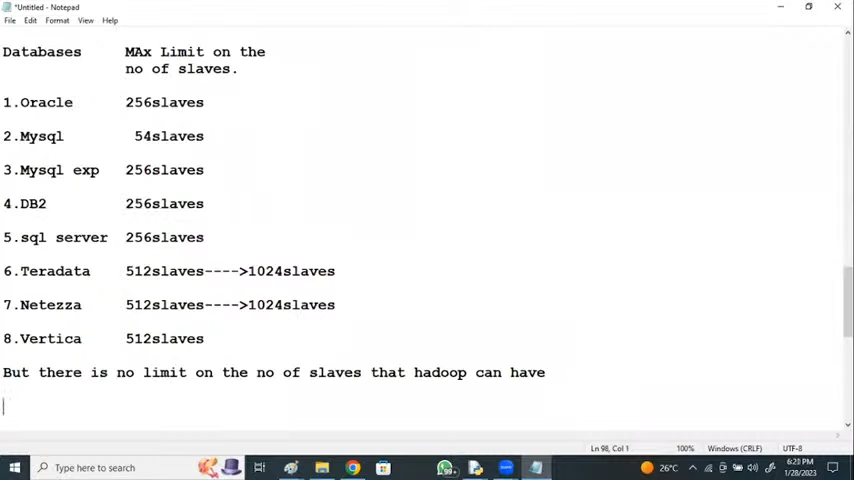 *Untitled - Notepad
File Edit Format View Help
Databases MAx Limit on the
no of slaves.
1.Oracle 256slaves
2.Mysql 54slaves
3.Mysql exp 256slaves
4.DB2 256slaves
5.sql server 256slaves
6.Teradata 512slaves---->1024slaves
7.Netezza 512slaves---->1024slaves
8.Vertica 512slaves
But there is no limit on the no of slaves that hadoop can have
Ln 98, Col 1 100% Windows (CRLF) UTF-8
Type here to search 99+ 26°C 6:21 PM
1/28/2023